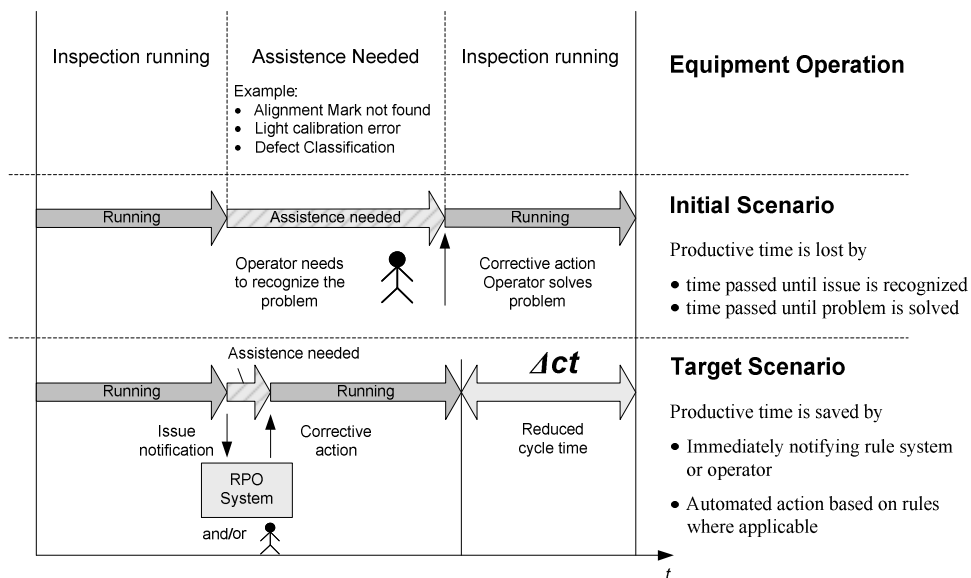 Inspection running
Assistence Needed
Inspection running
Equipment Operation
Example:
• Alignment Mark not found
• Light calibration error
• Defect Classification
Running
Assistence needed
Running
Initial Scenario
Operator needs
to recognize the
problem
Corrective action
Operator solves
problem
Productive time is lost by
• time passed until issue is recognized
• time passed until problem is solved
Assistence needed
Δct
Target Scenario
Running
Running
Issue
notification
Corrective
action
Reduced
cycle time
Productive time is saved by
• Immediately notifying rule system
or operator
• Automated action based on rules
where applicable
RPO
System
and/or
t